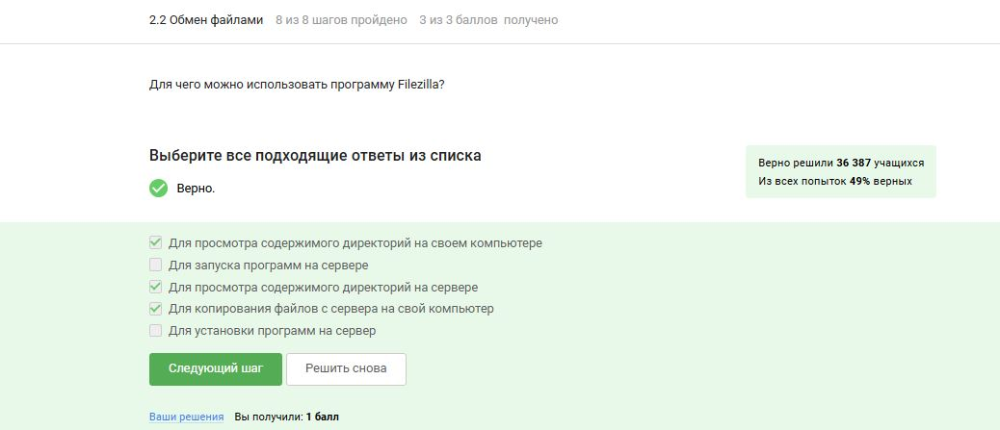 2.2 Обмен файлами 8 из 8 шагов пройдено 3 из 3 баллов получено
Для чего можно использовать программу Filezilla?
Выберите все подходящие ответы из списка
Верно.
Верно решили 36 387 учащихся
Из всех попыток 49% верных
Для просмотра содержимого директорий на своем компьютере
Для запуска программ на сервере
Для просмотра содержимого директорий на сервере
Для копирования файлов с сервера на свой компьютер
Для установки программ на сервер
Следующий шаг Решить снова
Ваши решения Вы получили: 1 балл